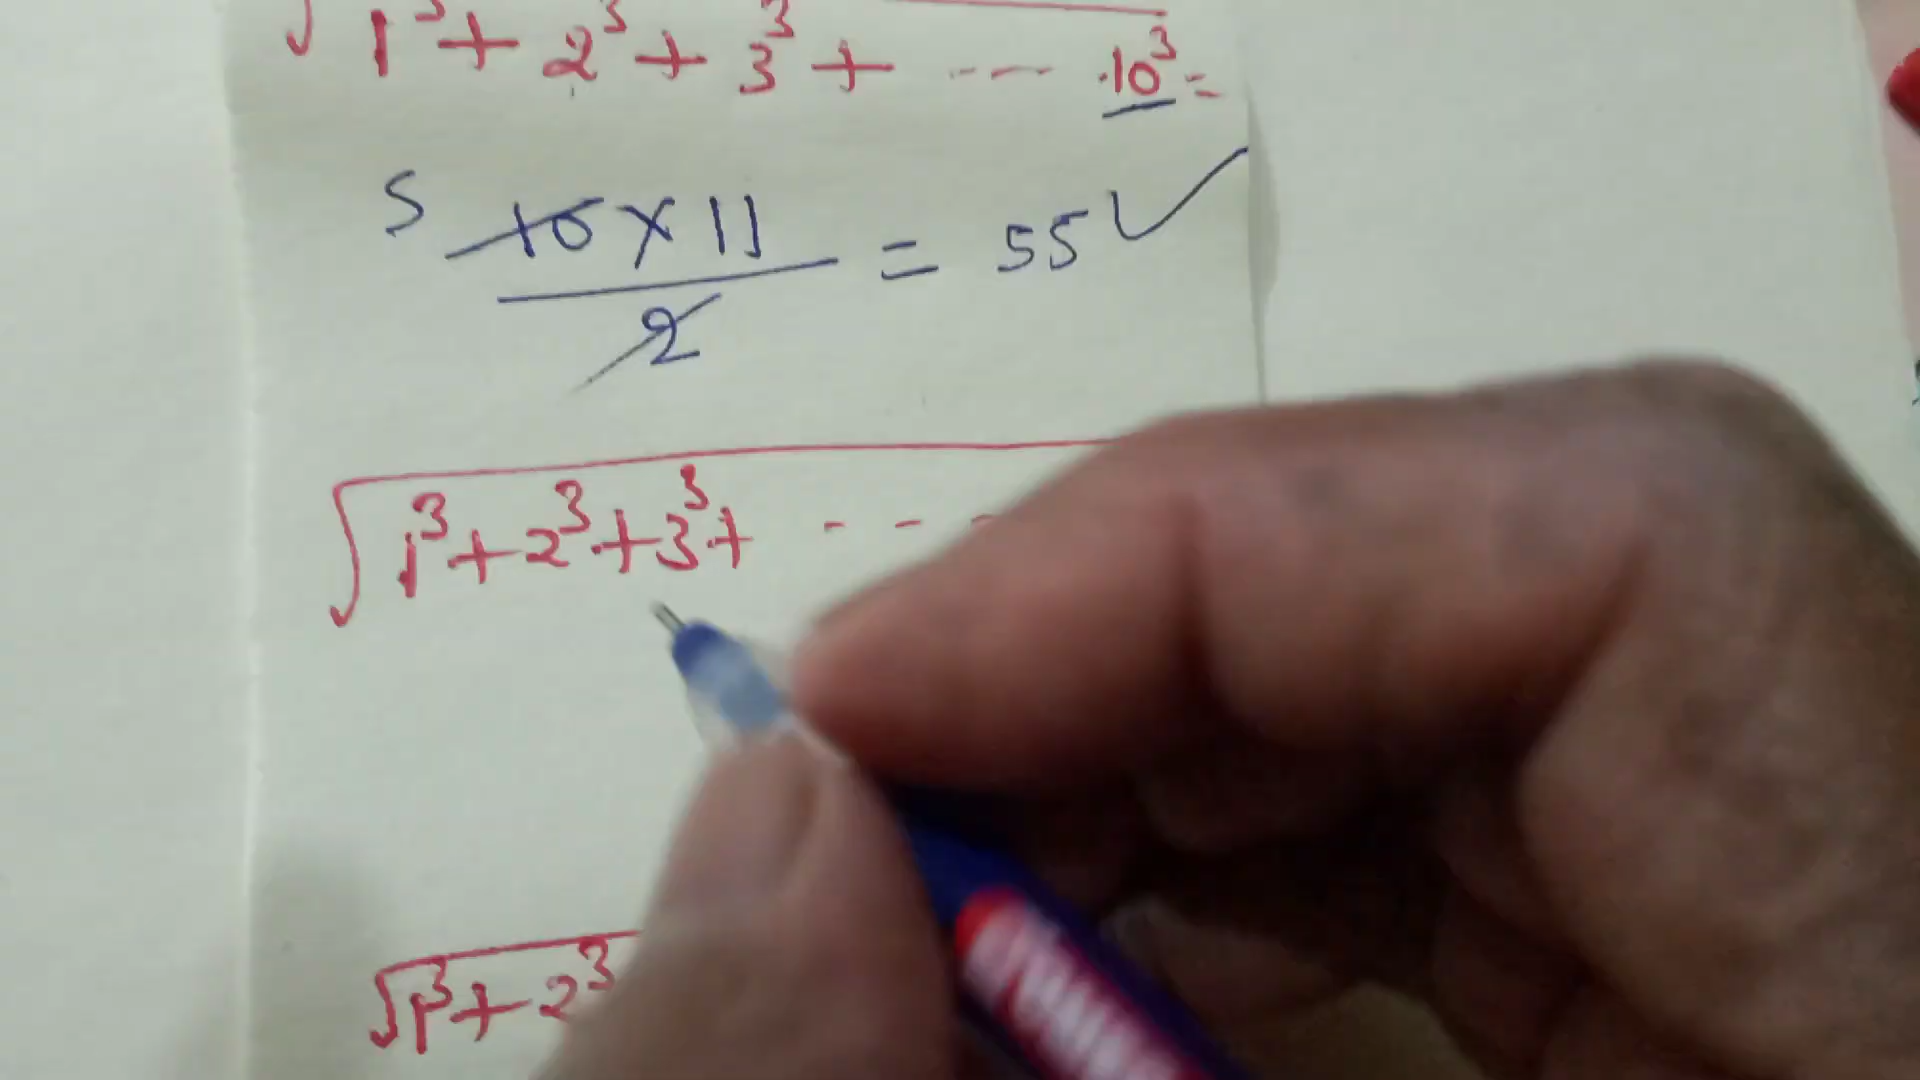 √1³ + 2³ + 3³ + ---- 10³ =
5 10 X 11 / 2 = 55 ✓
√1³ + 2³ + 3³ + - - -
√1³ + 2³